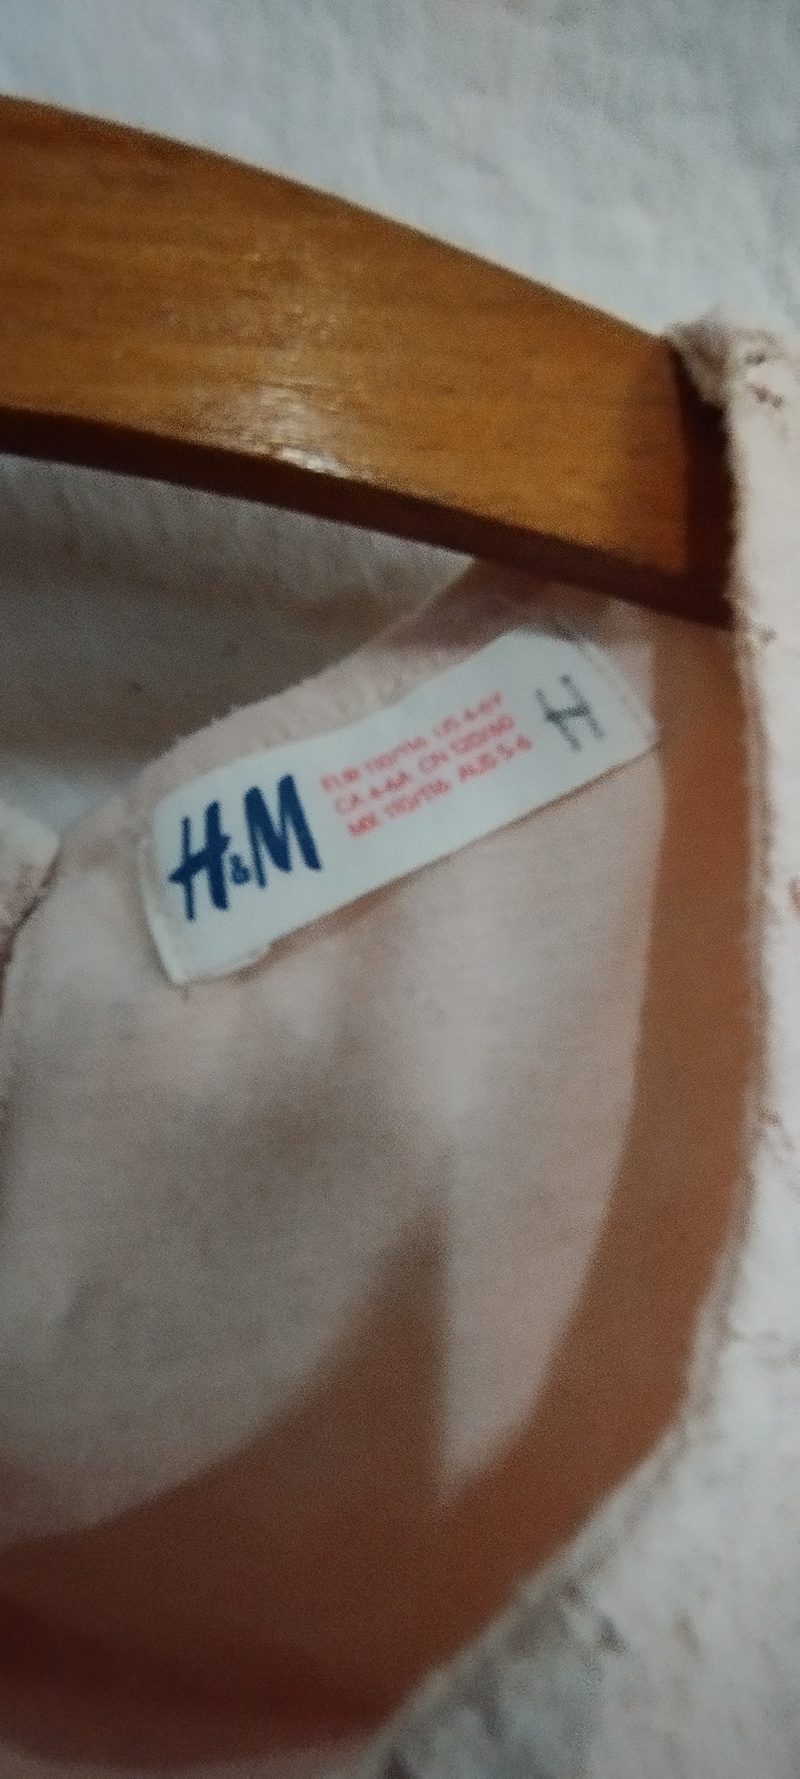 H&M
EUR 110/116 US 4-6Y
CA 4-6A CN 120/60
MX 110/116 AUS 5-6
H